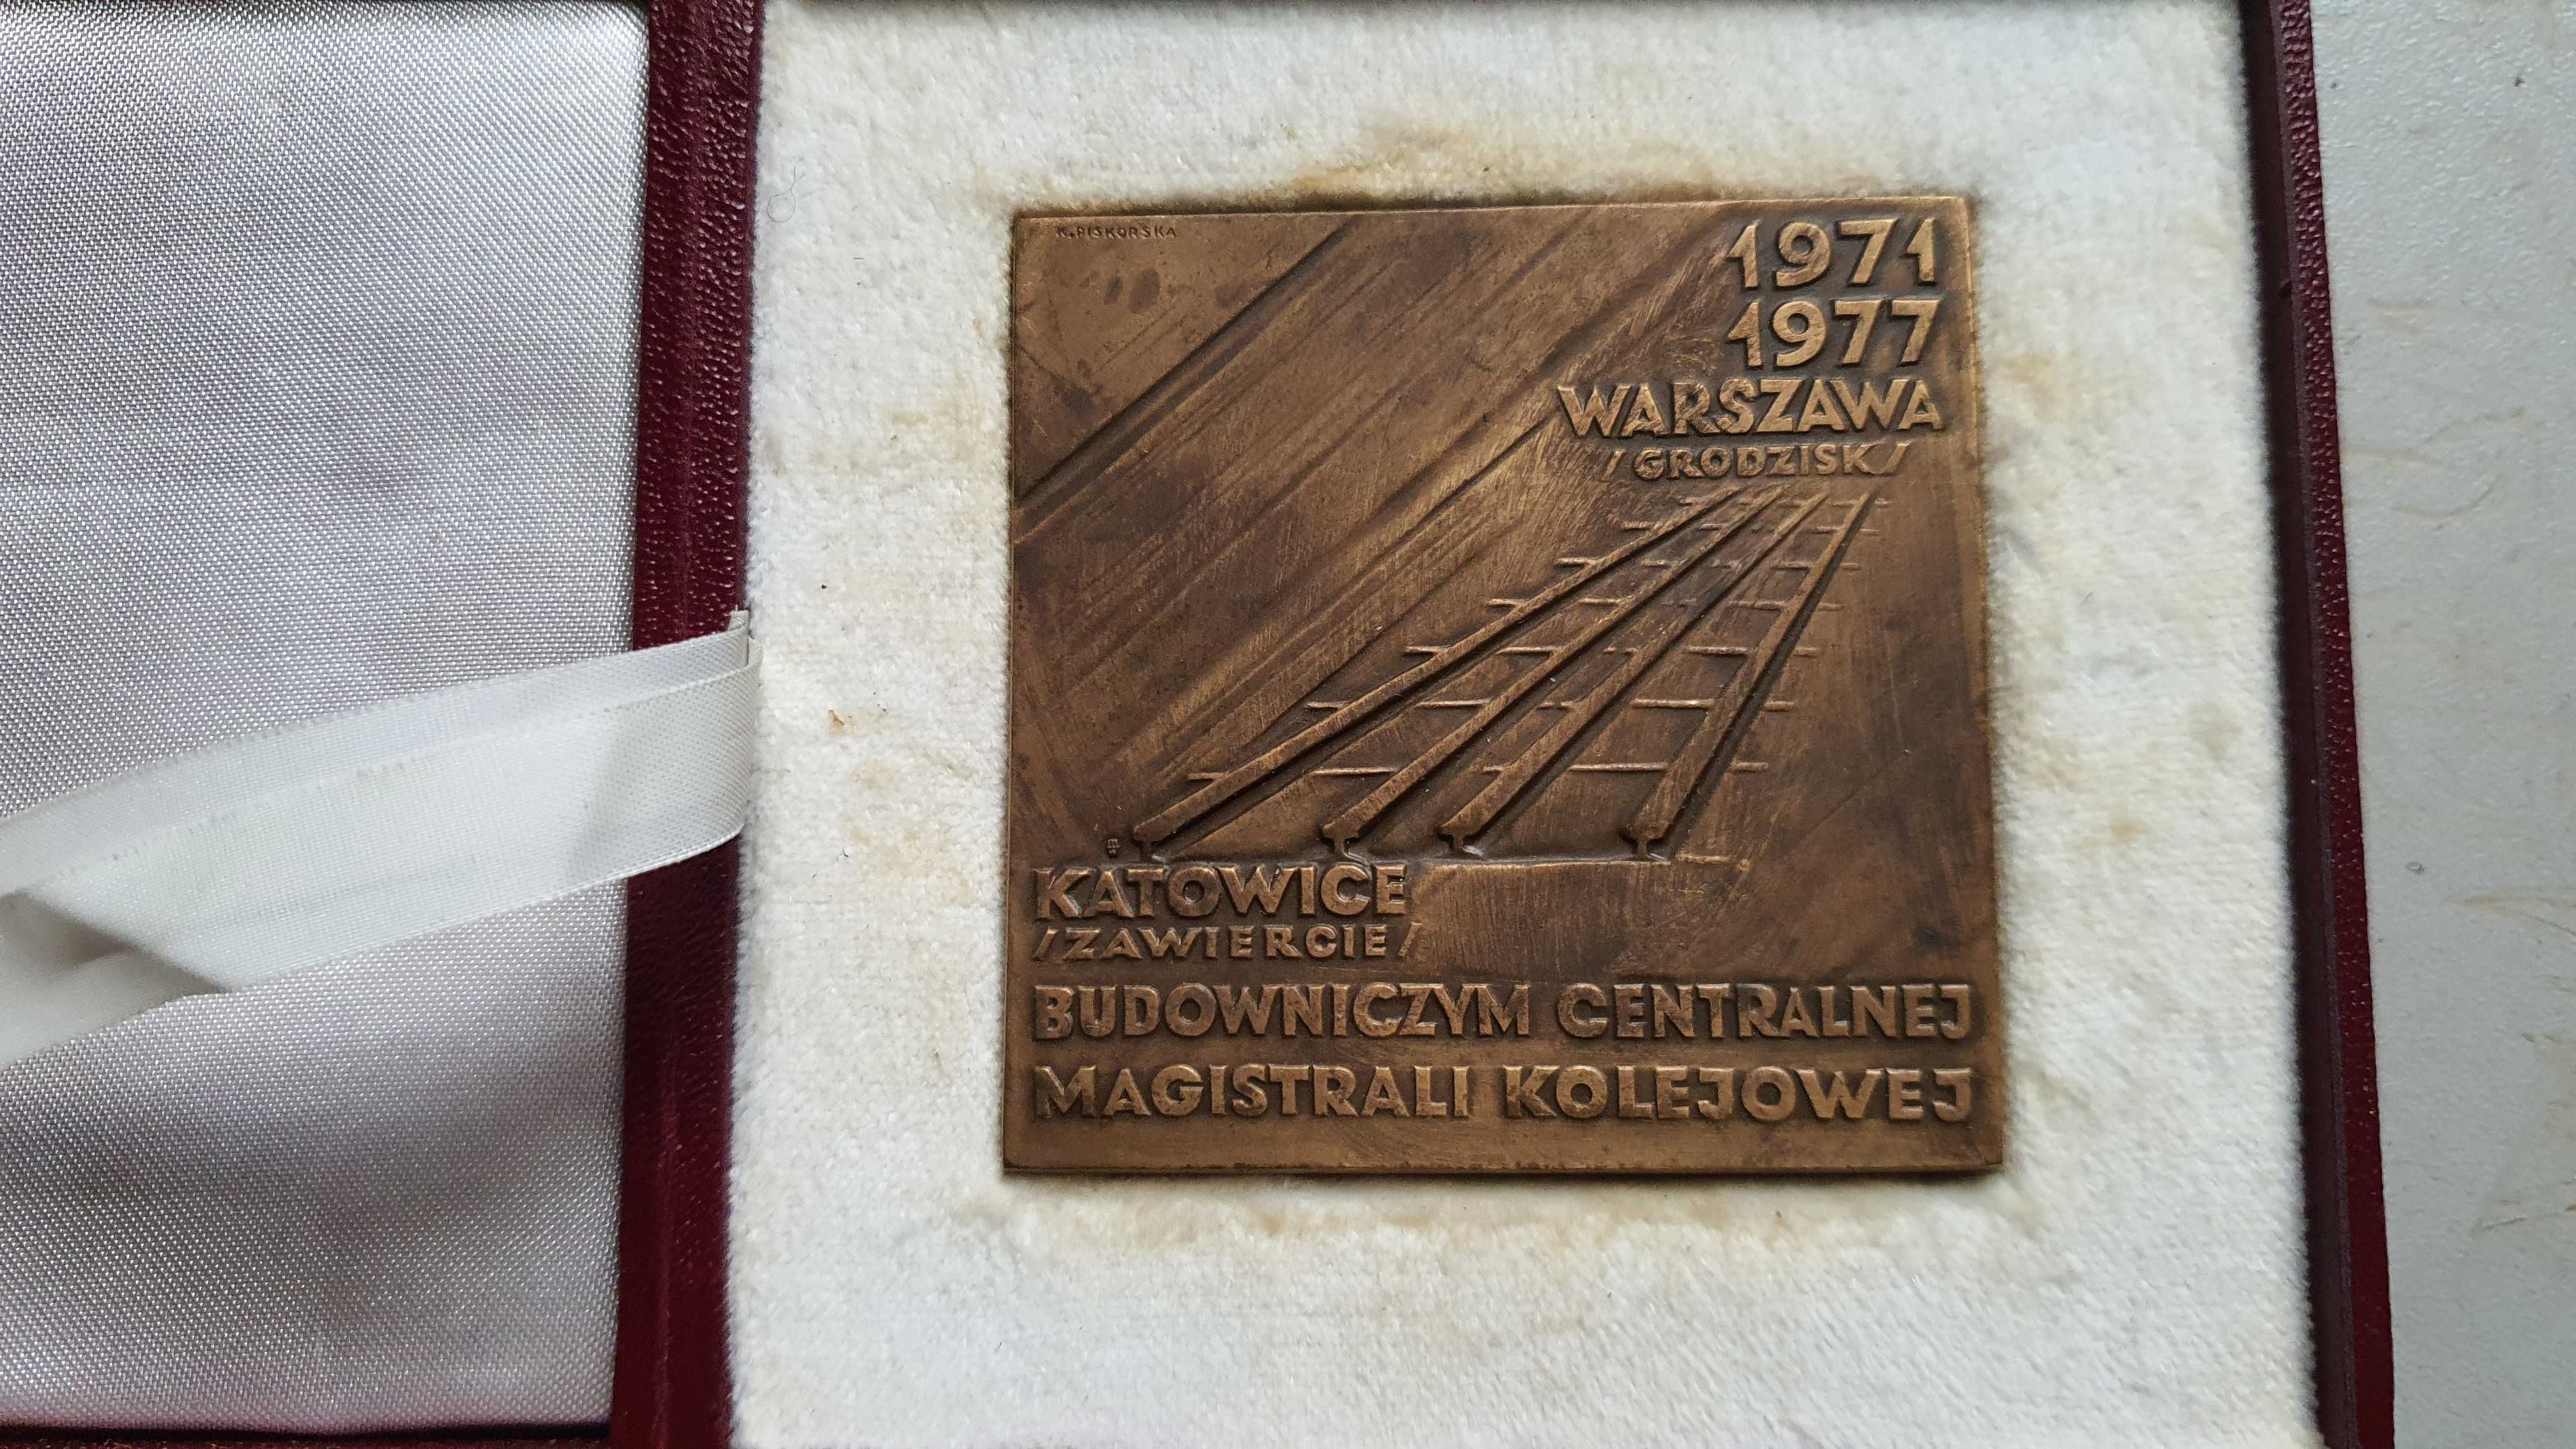 K. PISKORSKA
1971
1977
WARSZAWA
/GRODZISK/
KATOWICE
/ZAWIERCIE/
BUDOWNICZYM CENTRALNEJ
MAGISTRALI KOLEJOWEJ